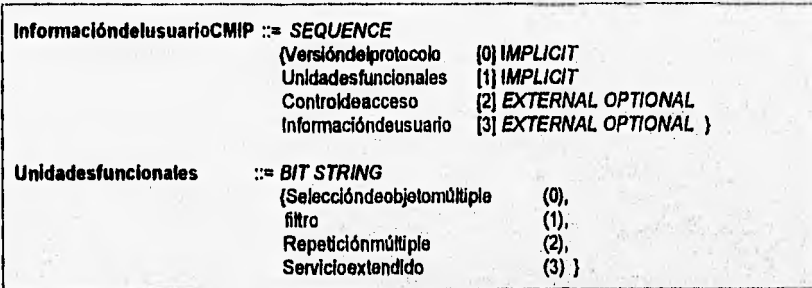 InformacióndelusuarioCMIP ::= SEQUENCE
{Versióndelprotocolo [0] IMPLICIT
Unidadesfuncionales [1] IMPLICIT
Controldeacceso [2] EXTERNAL OPTIONAL
Informacióndeusuario [3] EXTERNAL OPTIONAL }
Unidadesfuncionales ::= BIT STRING
{Seleccióndeobjetomúltiple (0),
filtro (1),
Repeticiónmúltiple (2),
Servicioextendido (3) }